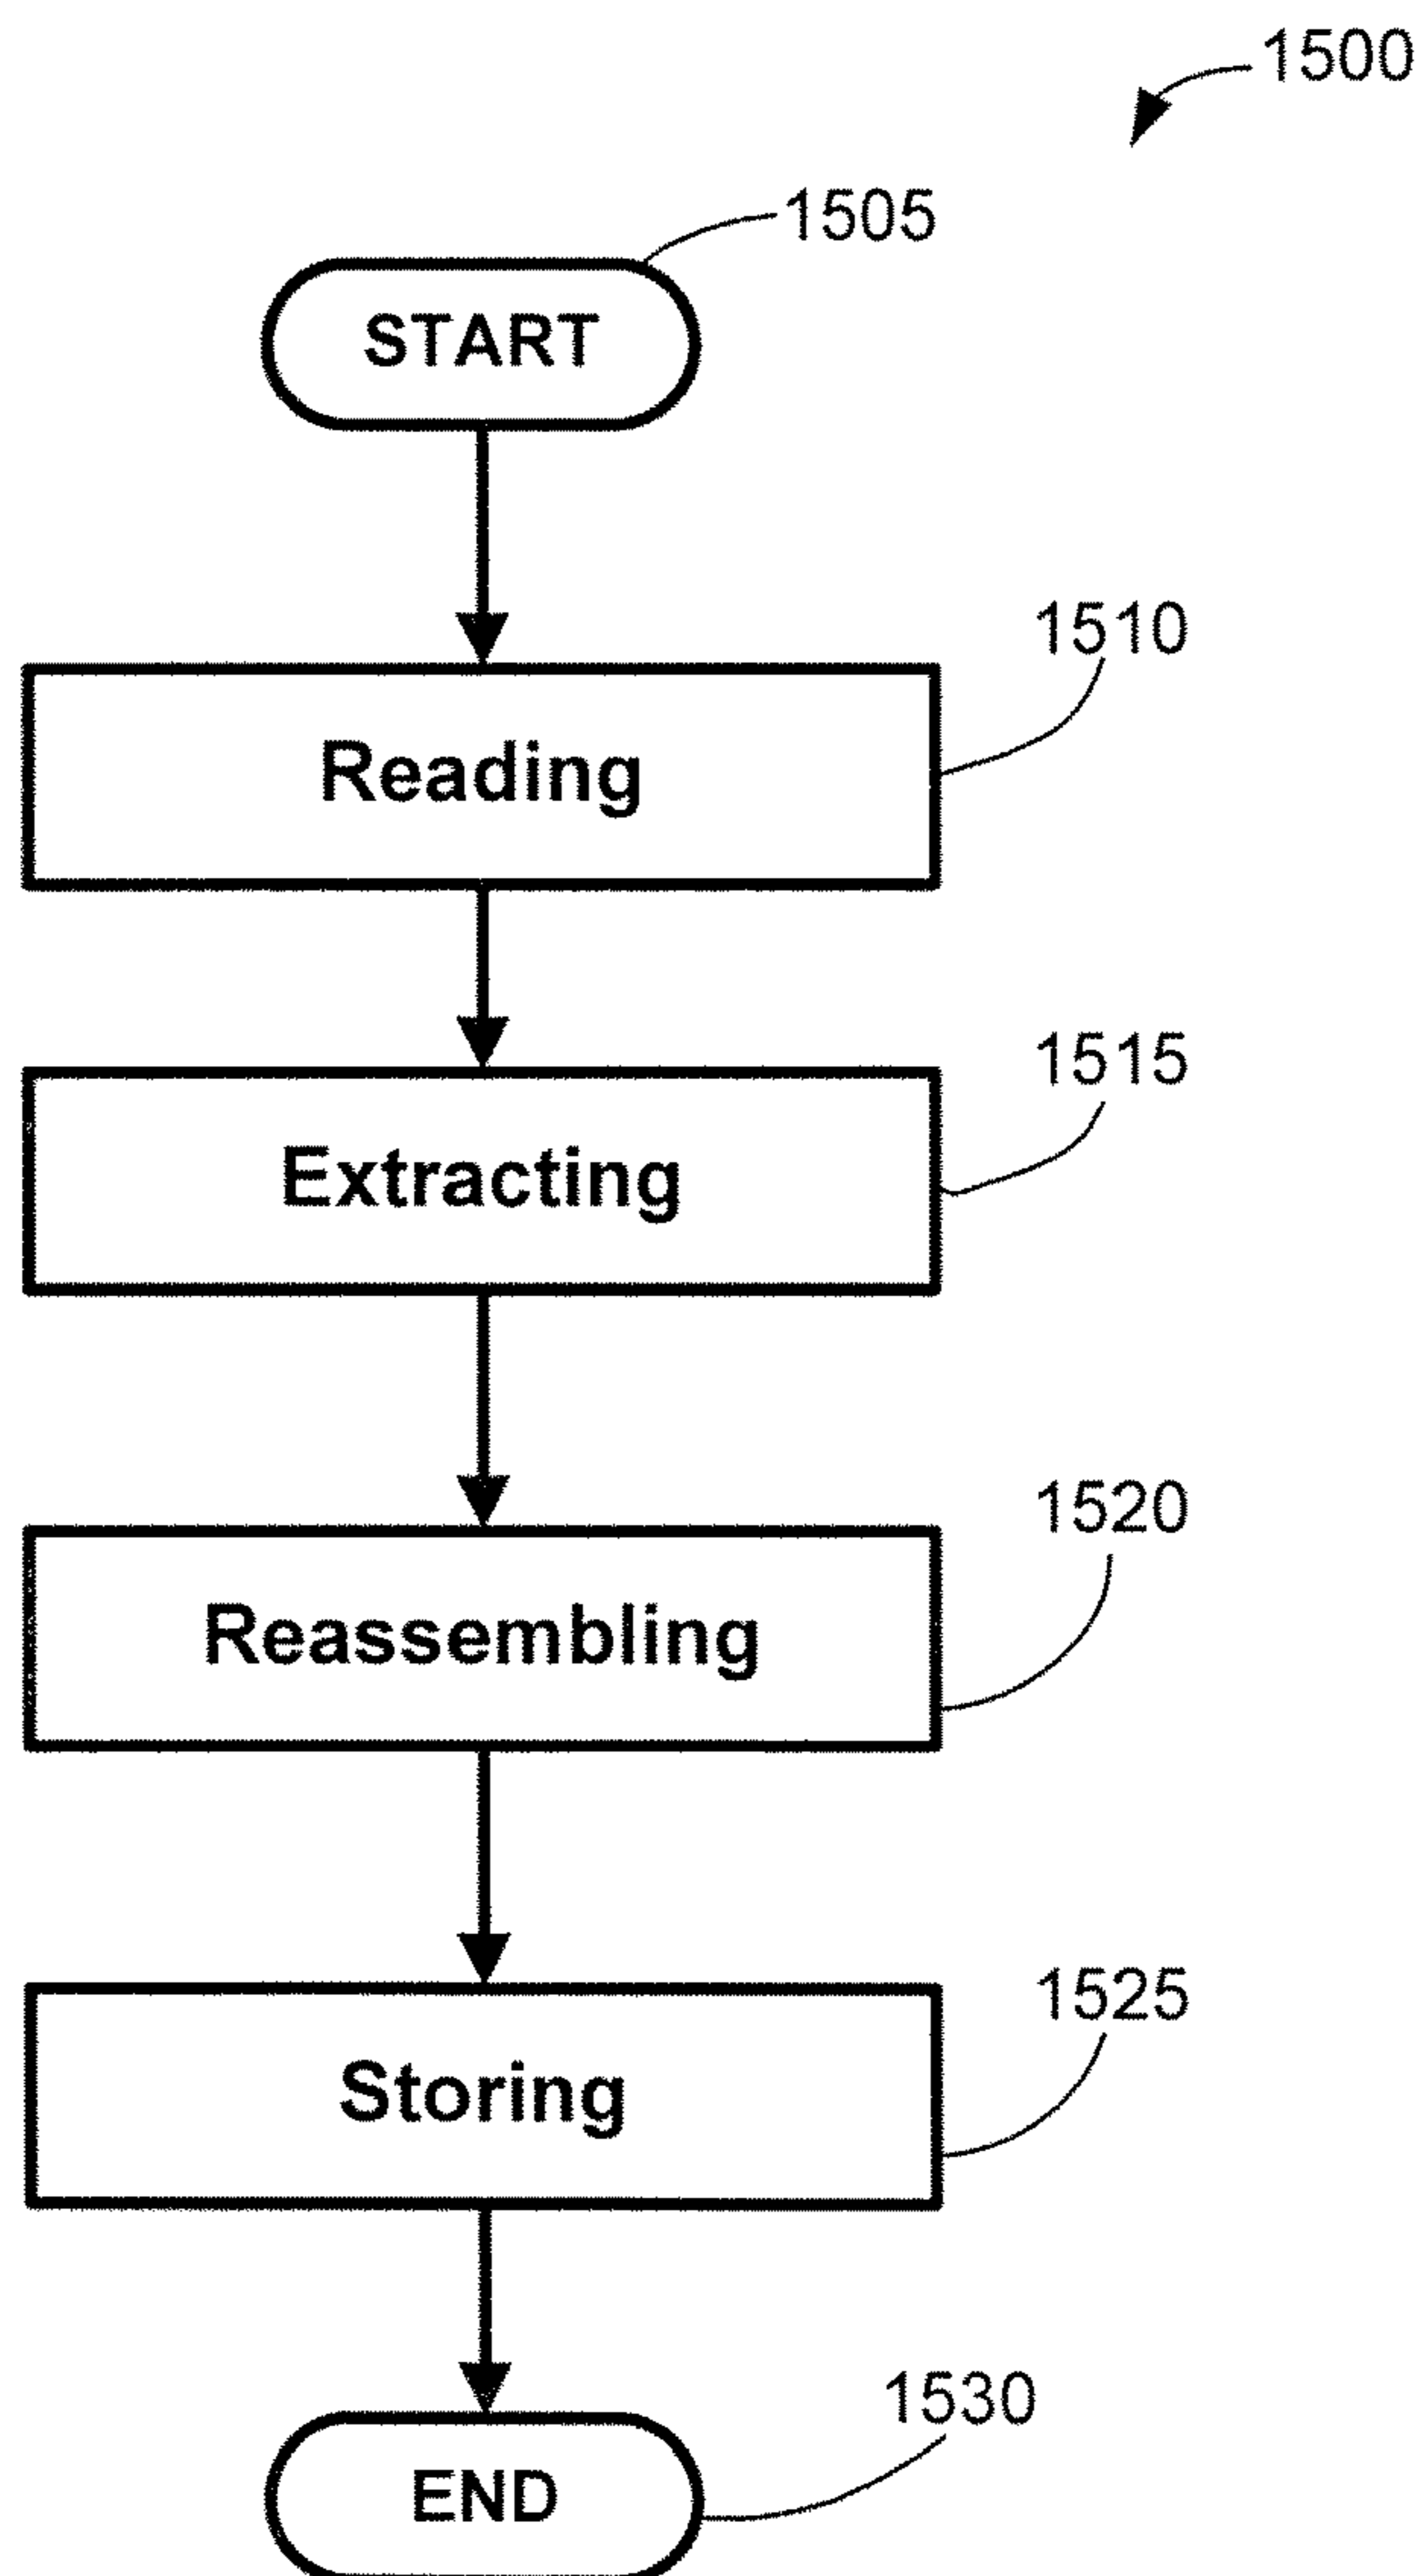 1500
1505
START
1510
Reading
1515
Extracting
1520
Reassembling
1525
Storing
1530
END